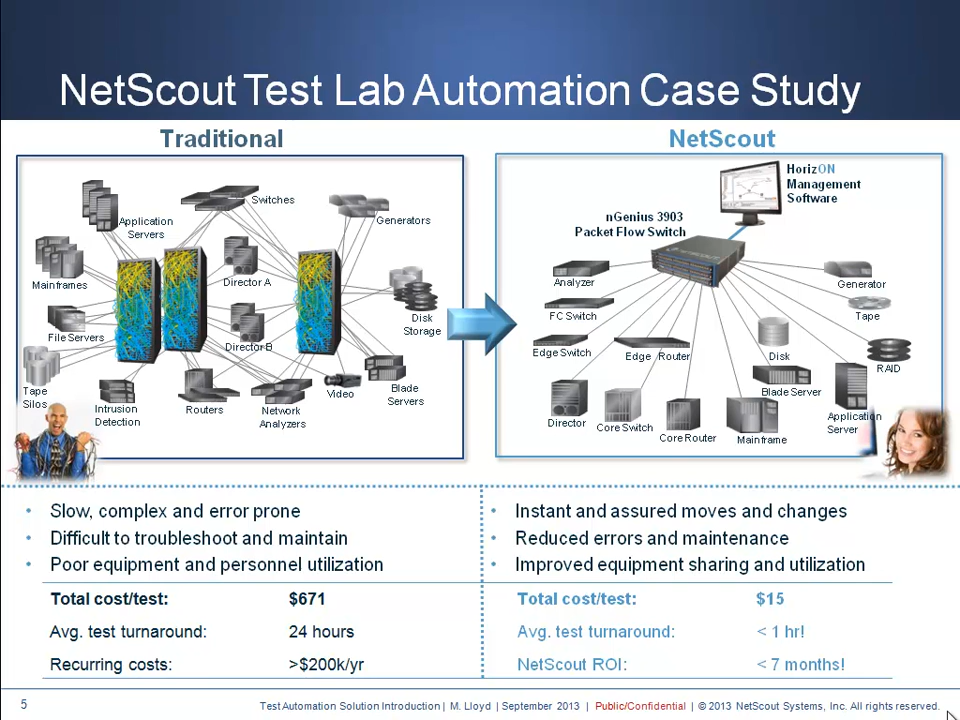 NetScout Test Lab Automation Case Study
Traditional
NetScout
Switches
Application
Servers
Generators
Mainframes
Director A
Disk
Storage
File Servers
Director B
Tape
Silos
Intrusion
Detection
Routers
Network
Analyzers
Video
Blade
Servers
HorizON
Management
Software
nGenius 3903
Packet Flow Switch
Analyzer
Generator
FC Switch
Tape
Edge Switch
Edge Router
Disk
RAID
Blade Server
Director
Core Switch
Core Router
Mainframe
Application
Server
• Slow, complex and error prone
• Difficult to troubleshoot and maintain
• Poor equipment and personnel utilization
Total cost/test: $671
Avg. test turnaround: 24 hours
Recurring costs: >$200k/yr
• Instant and assured moves and changes
• Reduced errors and maintenance
• Improved equipment sharing and utilization
Total cost/test: $15
Avg. test turnaround: < 1 hr!
NetScout ROI: < 7 months!
5
Test Automation Solution Introduction | M. Lloyd | September 2013 | Public/Confidential | © 2013 NetScout Systems, Inc. All rights reserved.